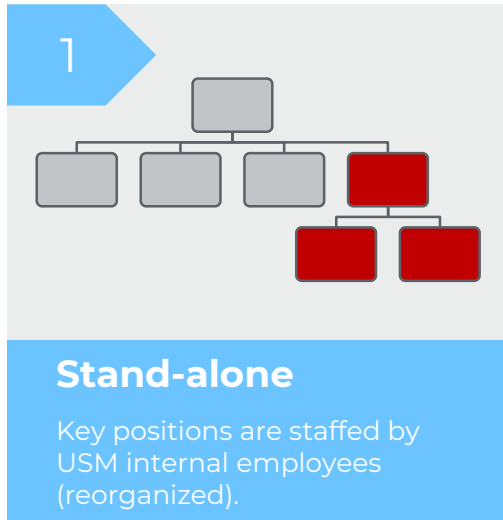 1
Stand-alone
Key positions are staffed by
USM internal employees
(reorganized).